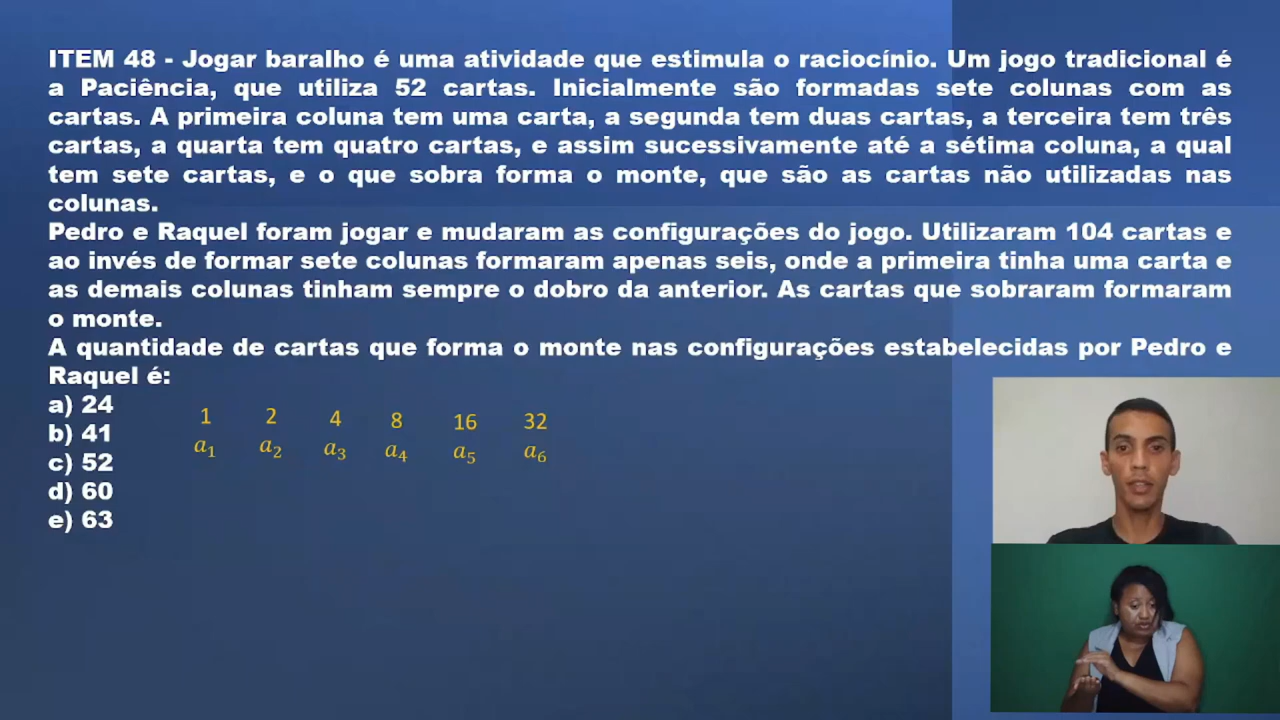 ITEM 48 - Jogar baralho é uma atividade que estimula o raciocínio. Um jogo tradicional é
a Paciência, que utiliza 52 cartas. Inicialmente são formadas sete colunas com as
cartas. A primeira coluna tem uma carta, a segunda tem duas cartas, a terceira tem três
cartas, a quarta tem quatro cartas, e assim sucessivamente até a sétima coluna, a qual
tem sete cartas, e o que sobra forma o monte, que são as cartas não utilizadas nas
colunas.
Pedro e Raquel foram jogar e mudaram as configurações do jogo. Utilizaram 104 cartas e
ao invés de formar sete colunas formaram apenas seis, onde a primeira tinha uma carta e
as demais colunas tinham sempre o dobro da anterior. As cartas que sobraram formaram
o monte.
A quantidade de cartas que forma o monte nas configurações estabelecidas por Pedro e
Raquel é:
a) 24
b) 41
c) 52
d) 60
e) 63
1 2 4 8 16 32
a₁ a₂ a₃ a₄ a₅ a₆